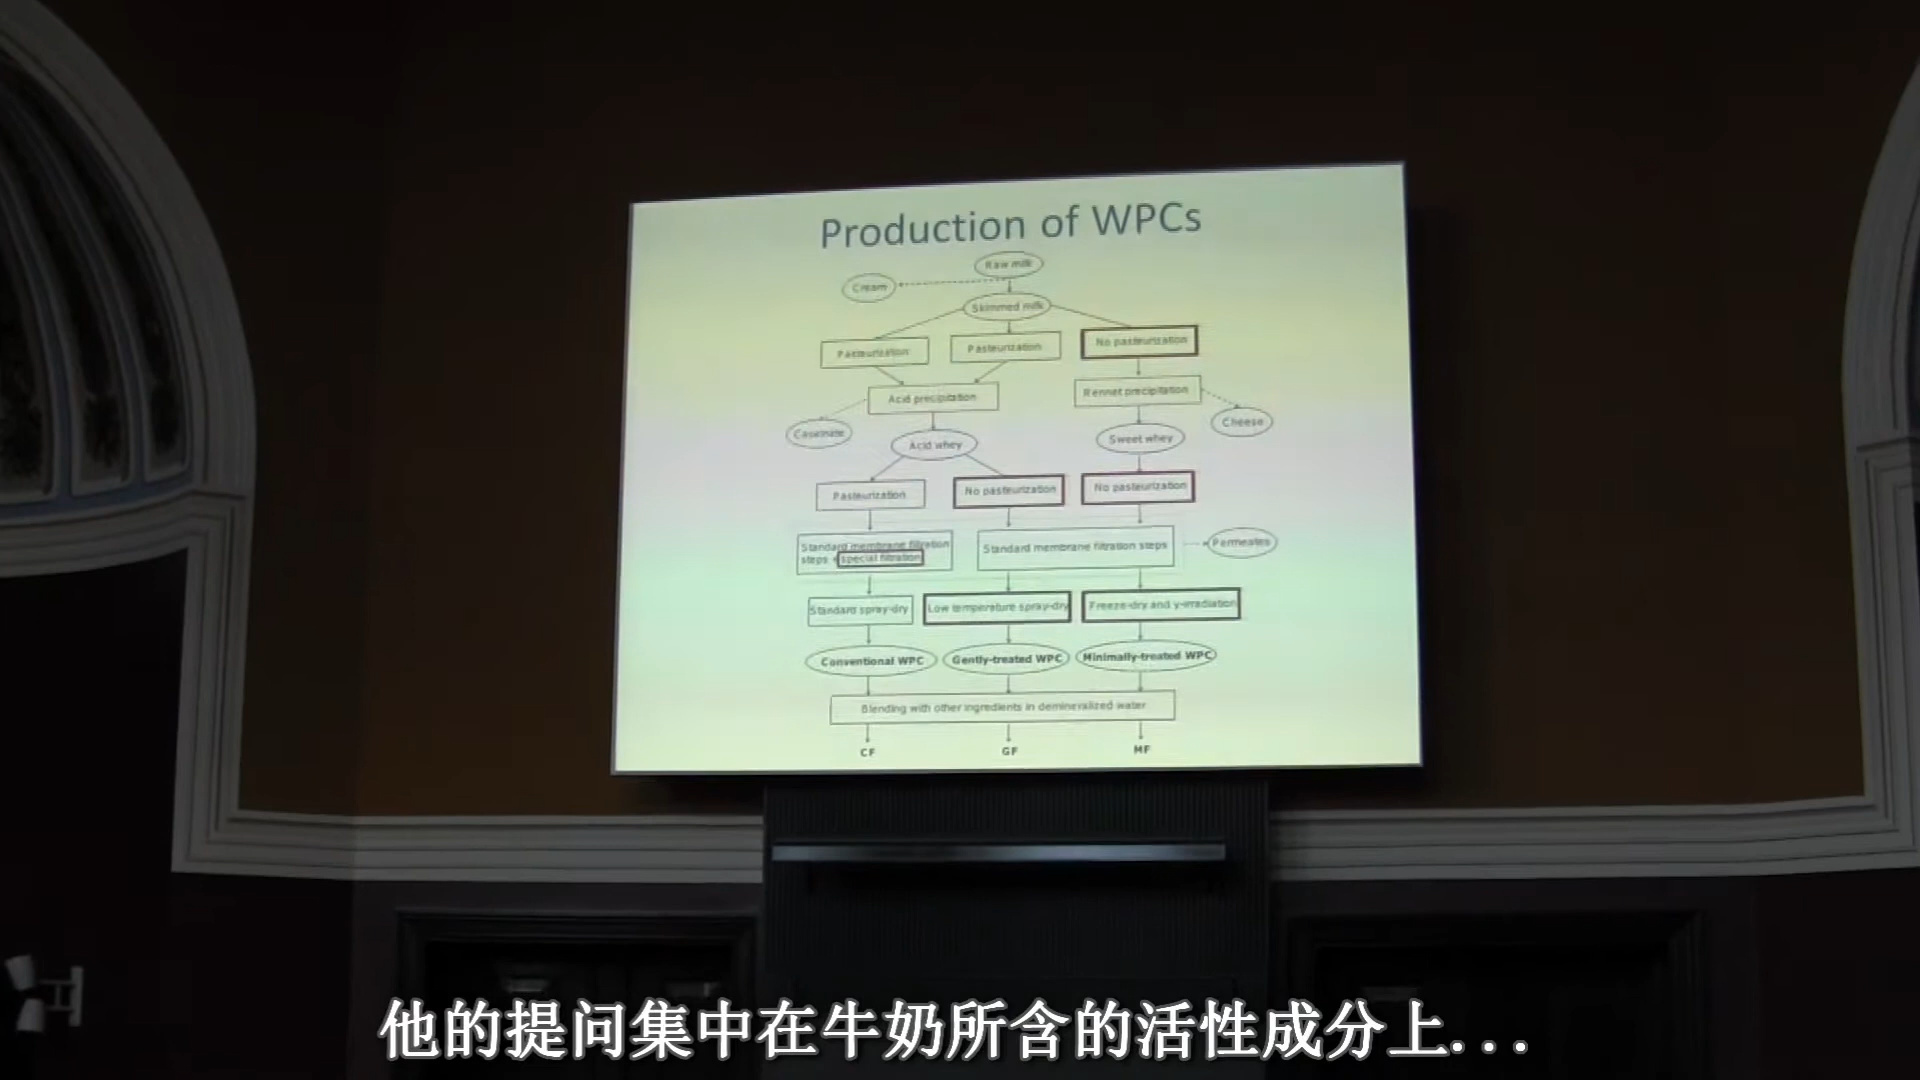 Production of WPCs
Raw milk
Cream
Skimmed milk
Pasteurization
Pasteurization
No pasteurization
Acid precipitation
Rennet precipitation
Caseinate
Cheese
Acid whey
Sweet whey
Pasteurization
No pasteurization
No pasteurization
Standard membrane filtration
steps + special filtration
Standard membrane filtration steps
Permeates
Standard spray-dry
Low temperature spray-dry
Freeze-dry and γ-irradiation
Conventional WPC
Gently-treated WPC
Minimally-treated WPC
Blending with other ingredients in demineralized water
CF
GF
MF
他的提问集中在牛奶所含的活性成分上...